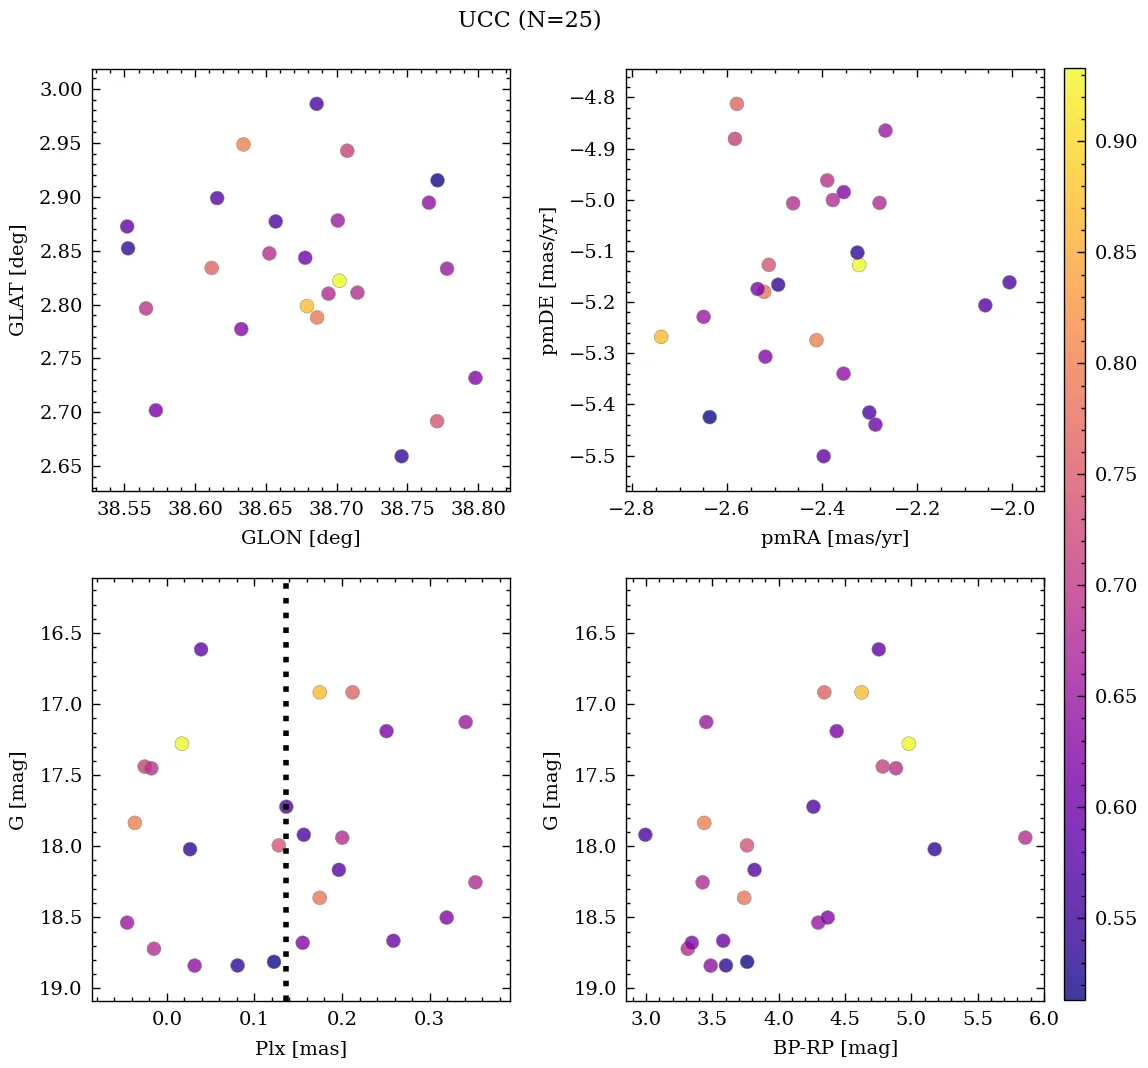 UCC (N=25)
3.00
2.95
2.90
2.85
2.80
2.75
2.70
2.65
GLAT [deg]
38.55 38.60 38.65 38.70 38.75 38.80
GLON [deg]
−4.8
−4.9
−5.0
−5.1
−5.2
−5.3
−5.4
−5.5
pmDE [mas/yr]
−2.8 −2.6 −2.4 −2.2 −2.0
pmRA [mas/yr]
16.5
17.0
17.5
18.0
18.5
19.0
G [mag]
0.0 0.1 0.2 0.3
Plx [mas]
16.5
17.0
17.5
18.0
18.5
19.0
G [mag]
3.0 3.5 4.0 4.5 5.0 5.5 6.0
BP-RP [mag]
0.90
0.85
0.80
0.75
0.70
0.65
0.60
0.55